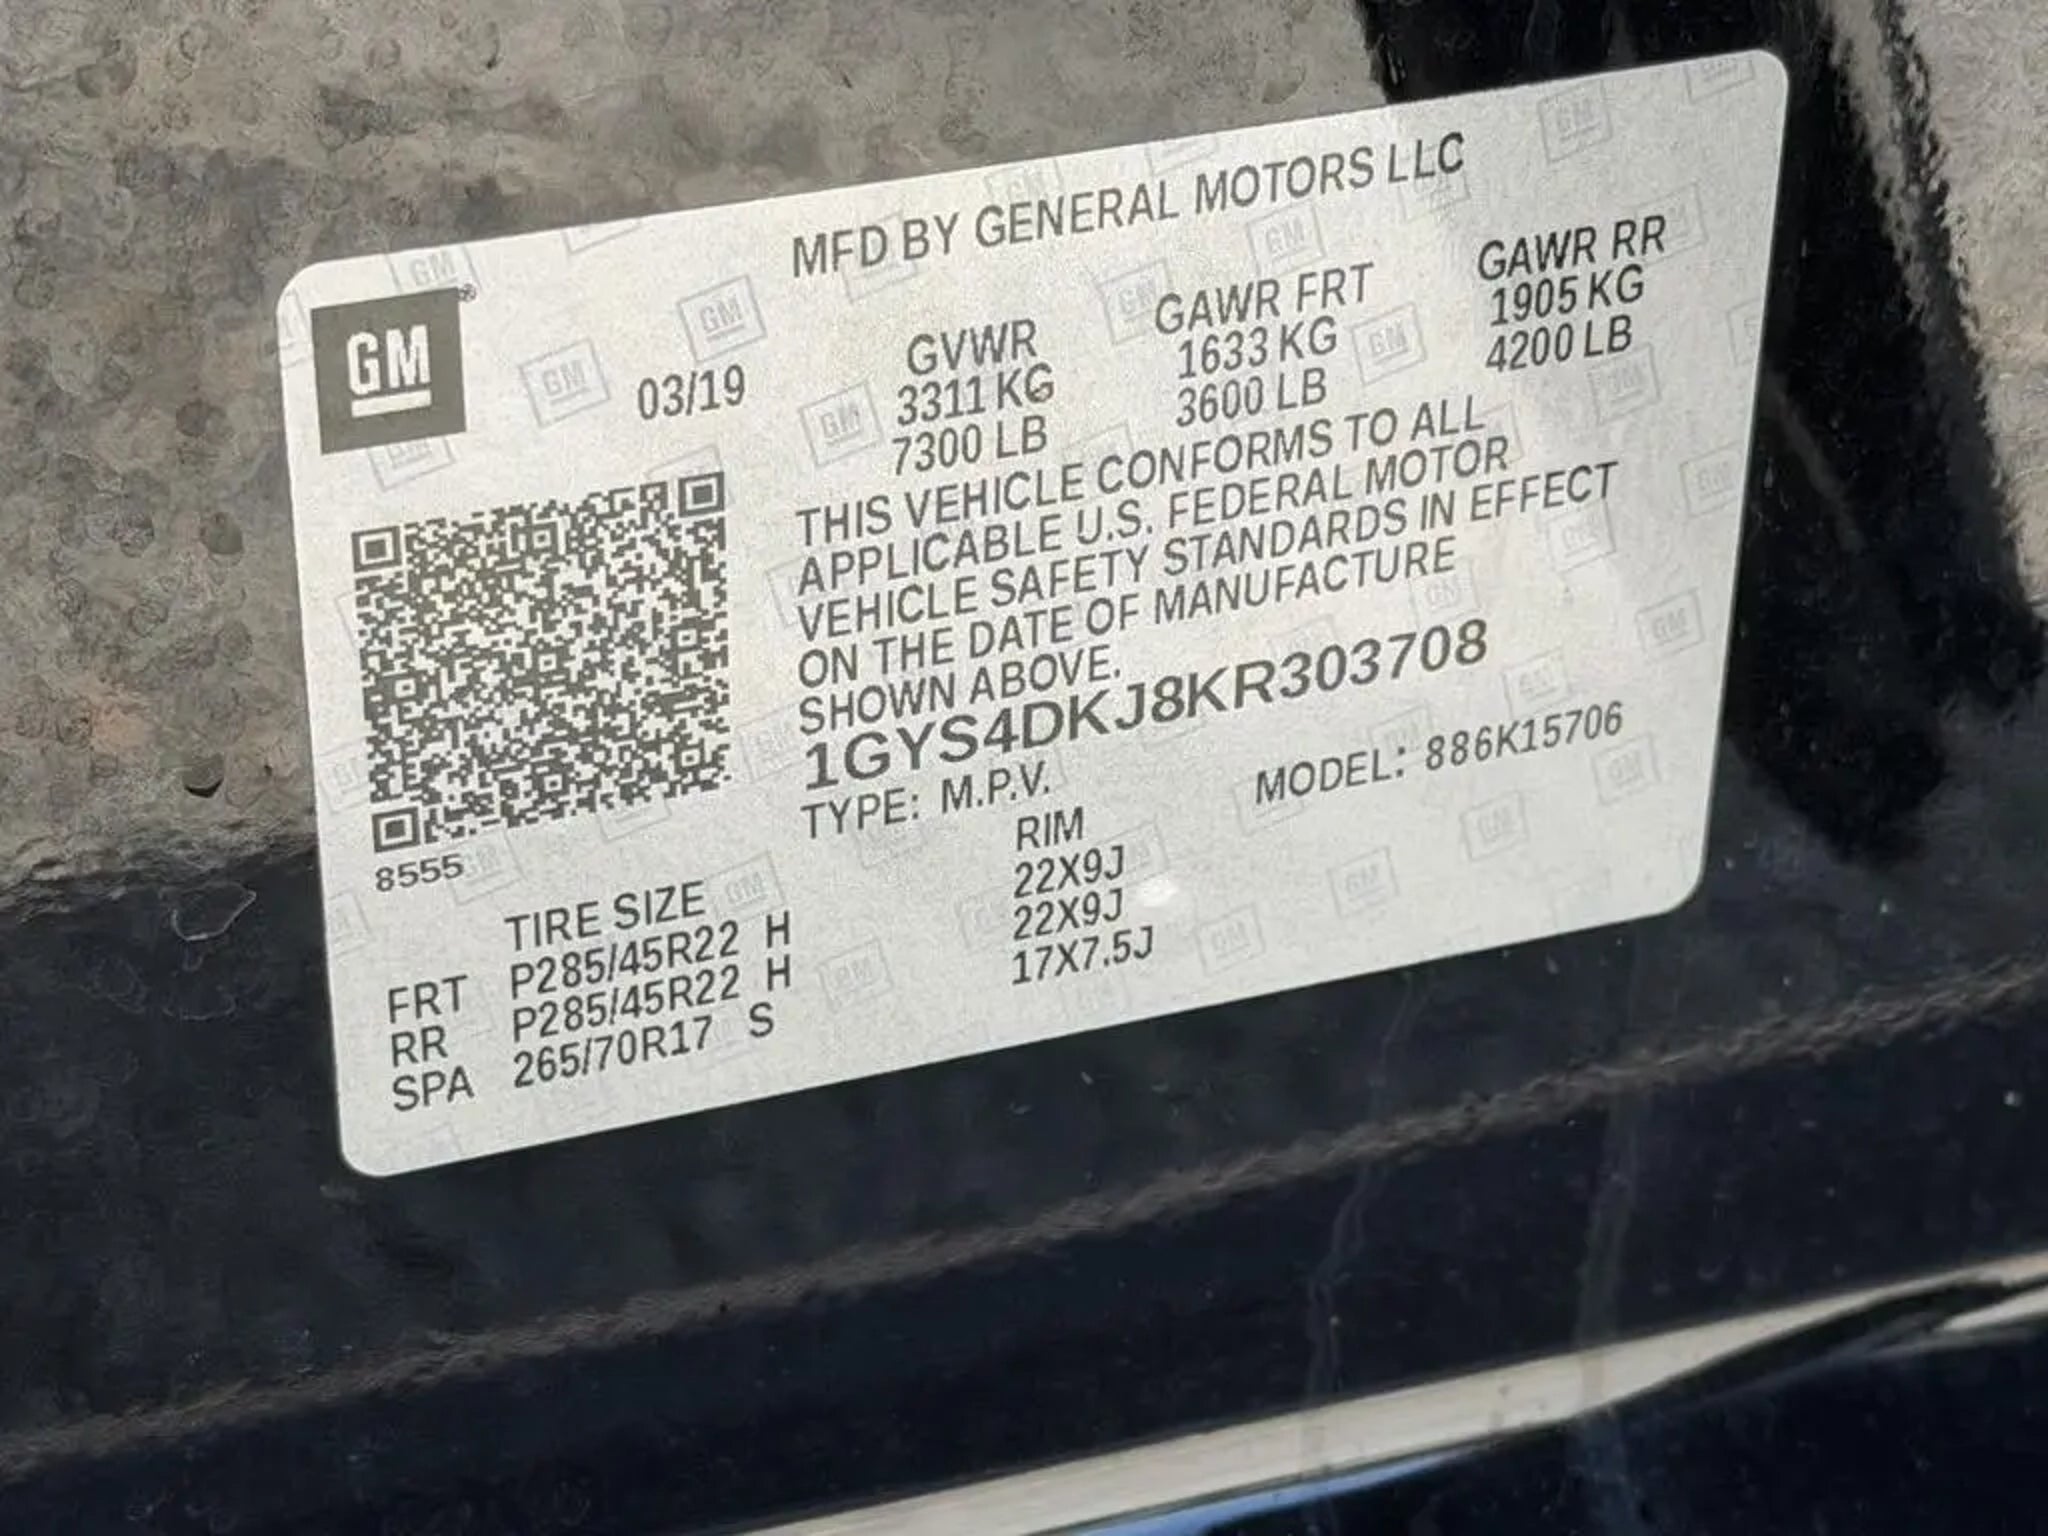 MFD BY GENERAL MOTORS LLC
GM®
03/19
GVWR GAWR FRT GAWR RR
3311 KG 1633 KG 1905 KG
7300 LB 3600 LB 4200 LB
THIS VEHICLE CONFORMS TO ALL
APPLICABLE U.S. FEDERAL MOTOR
VEHICLE SAFETY STANDARDS IN EFFECT
ON THE DATE OF MANUFACTURE
SHOWN ABOVE.
1GYS4DKJ8KR303708
TYPE: M.P.V. MODEL: 886K15706
8555
TIRE SIZE RIM
FRT P285/45R22 H 22X9J
RR P285/45R22 H 22X9J
SPA 265/70R17 S 17X7.5J